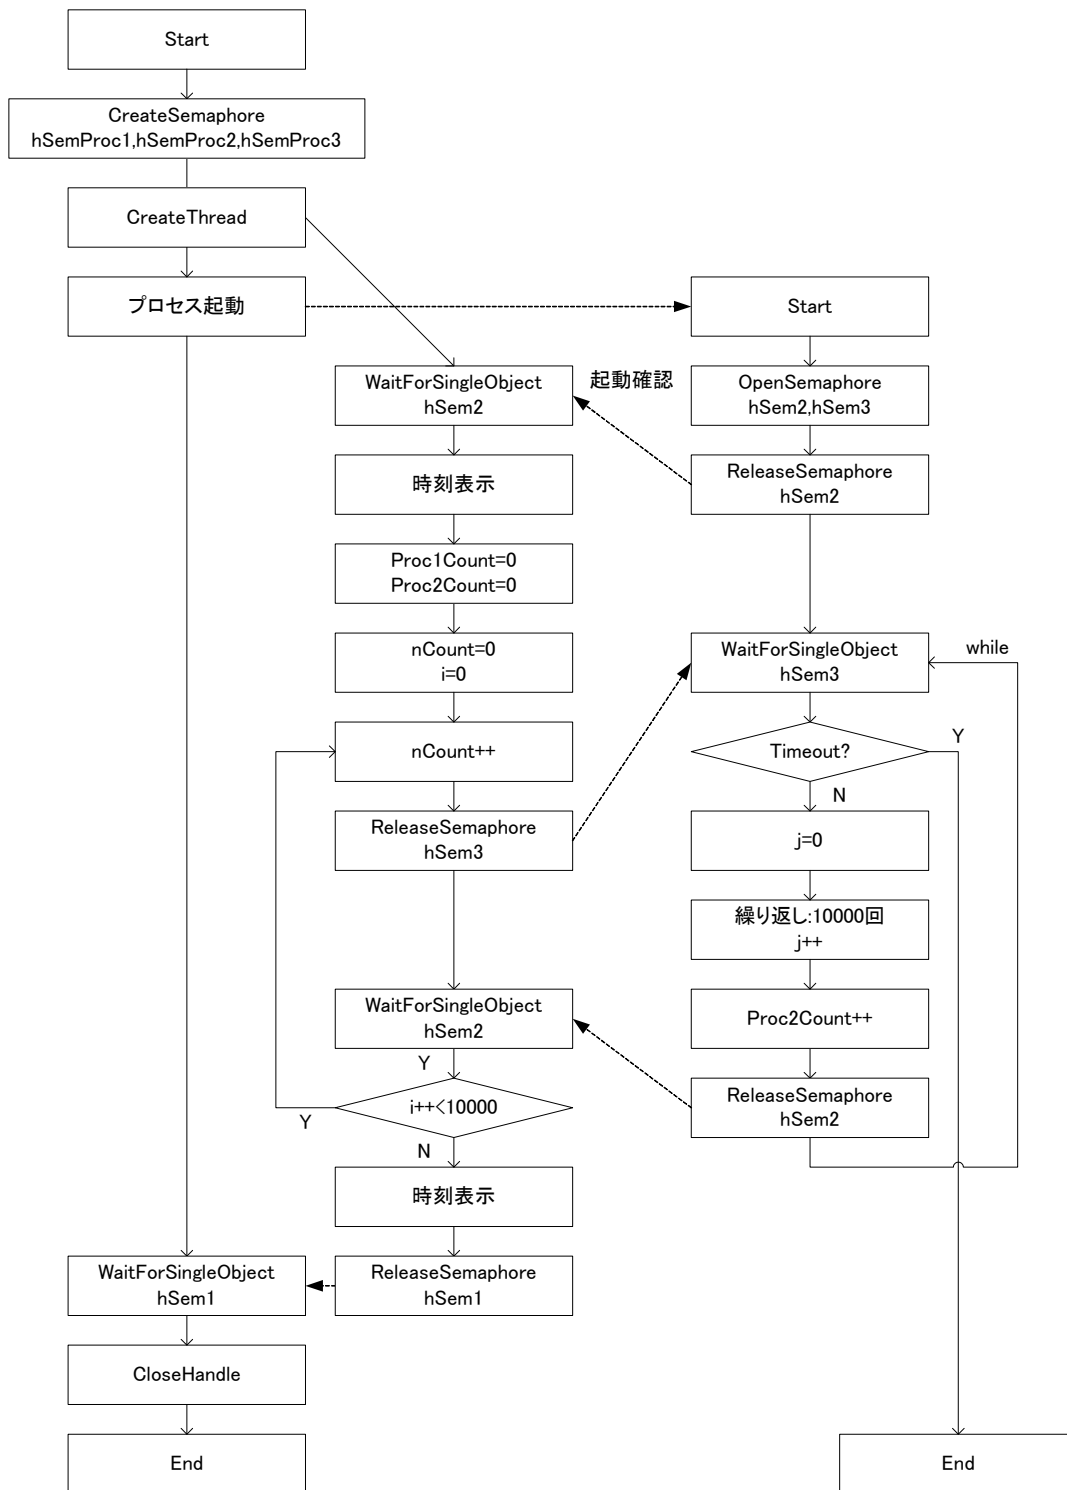 Start
CreateSemaphore
hSemProc1,hSemProc2,hSemProc3
CreateThread
プロセス起動
Start
WaitForSingleObject
hSem2
起動確認
OpenSemaphore
hSem2,hSem3
時刻表示
ReleaseSemaphore
hSem2
Proc1Count=0
Proc2Count=0
nCount=0
i=0
WaitForSingleObject
hSem3
while
nCount++
Timeout?
Y
N
ReleaseSemaphore
hSem3
j=0
繰り返し:10000回
j++
WaitForSingleObject
hSem2
Proc2Count++
Y
i++<10000
Y
N
ReleaseSemaphore
hSem2
時刻表示
WaitForSingleObject
hSem1
ReleaseSemaphore
hSem1
CloseHandle
End
End